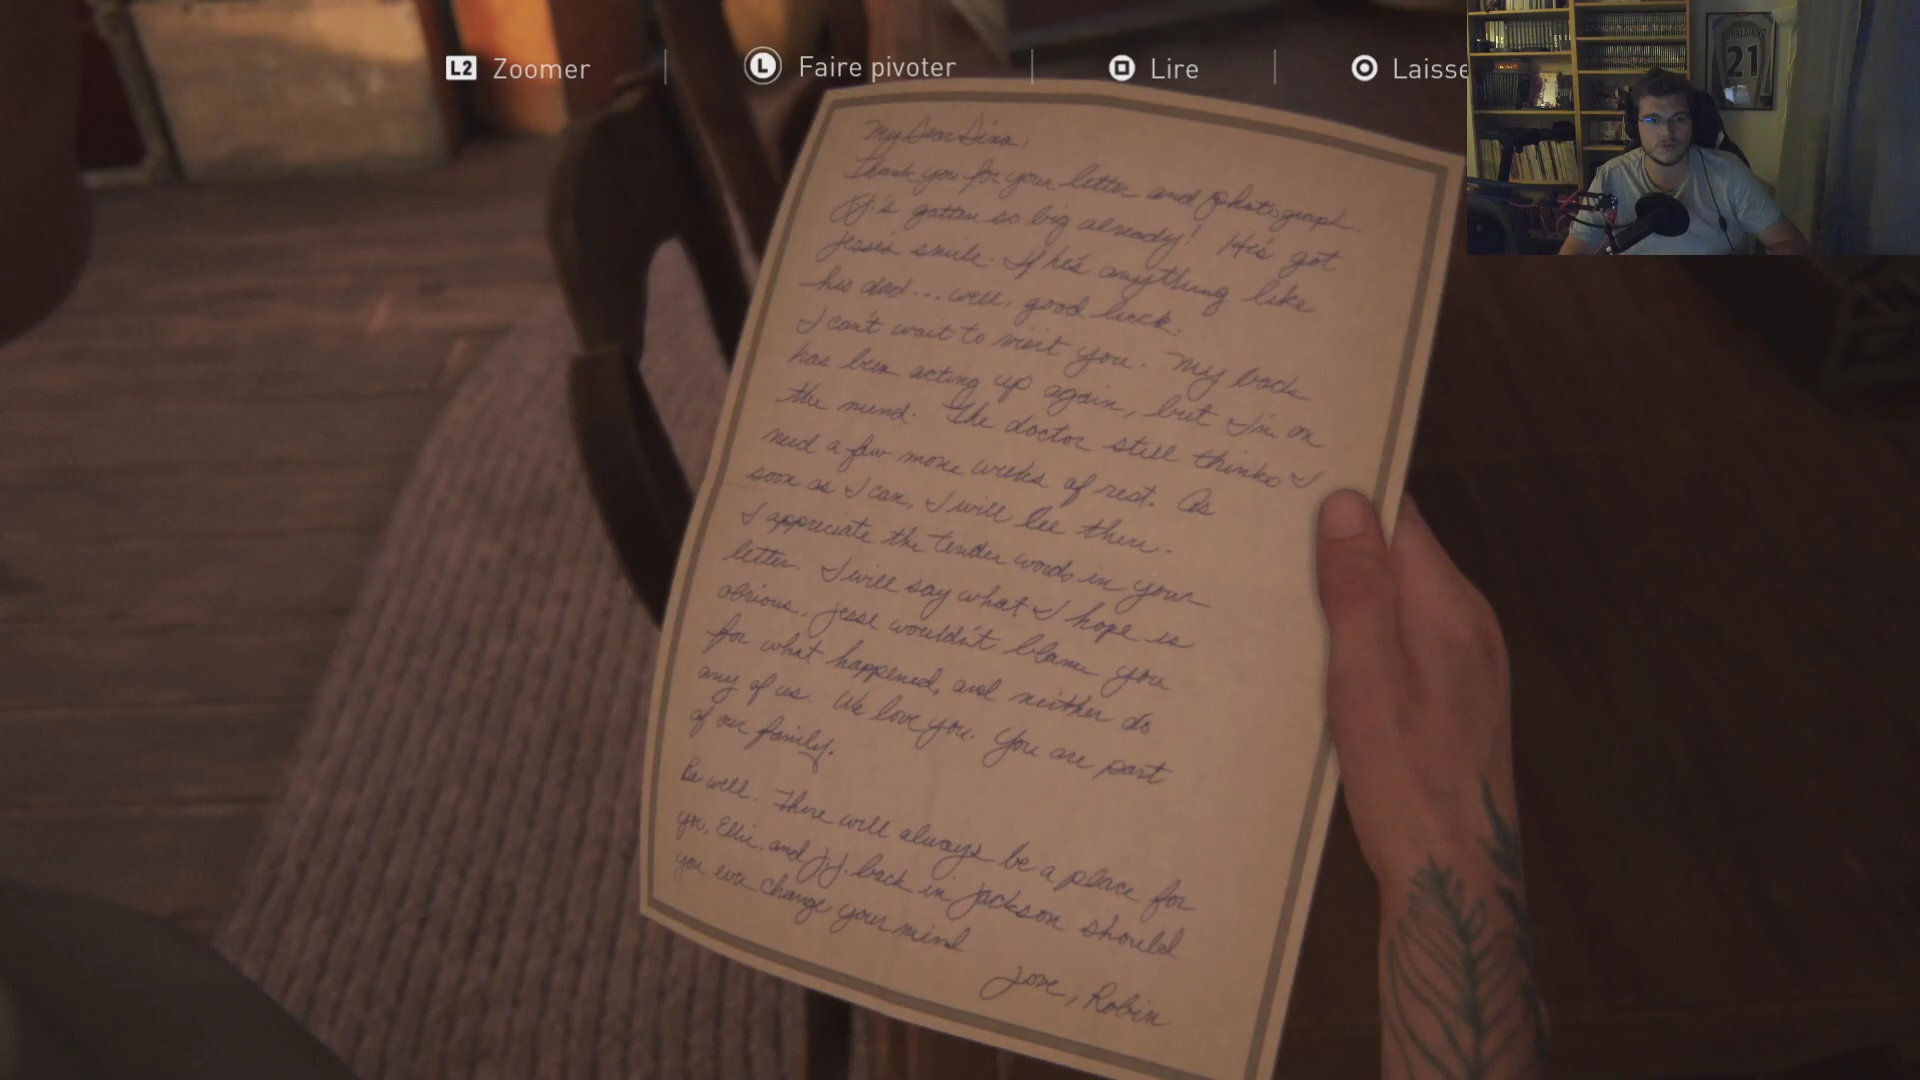 L2 Zoomer
L Faire pivoter
Lire
Laisse
21
My Dear Dina,
Thank you for your letter and photograph.
JJ's gotten so big already! He's got
Jesse's smile. If he's anything like
his dad... well, good luck.
I can't wait to visit you. My back
has been acting up again, but I'm on
the mend. The doctor still thinks I
need a few more weeks of rest. As
soon as I can, I will be there.
I appreciate the tender words in your
letter. I will say what I hope is
obvious, Jesse wouldn't blame you
for what happened, and neither do
any of us. We love you. You are part
of our family.
Be well. There will always be a place for
you, Ellie, and J.J. back in Jackson should
you ever change your mind
Love, Robin